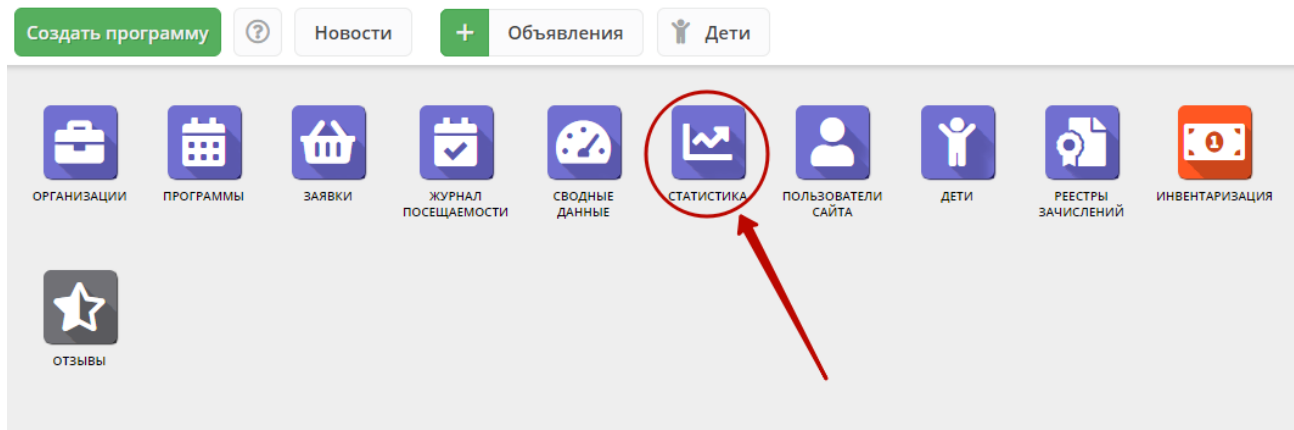 Создать программу
?
Новости
+
Объявления
Дети
ОРГАНИЗАЦИИ
ПРОГРАММЫ
ЗАЯВКИ
ЖУРНАЛ
ПОСЕЩАЕМОСТИ
СВОДНЫЕ
ДАННЫЕ
СТАТИСТИКА
ПОЛЬЗОВАТЕЛИ
САЙТА
ДЕТИ
РЕЕСТРЫ
ЗАЧИСЛЕНИЙ
1
ИНВЕНТАРИЗАЦИЯ
ОТЗЫВЫ